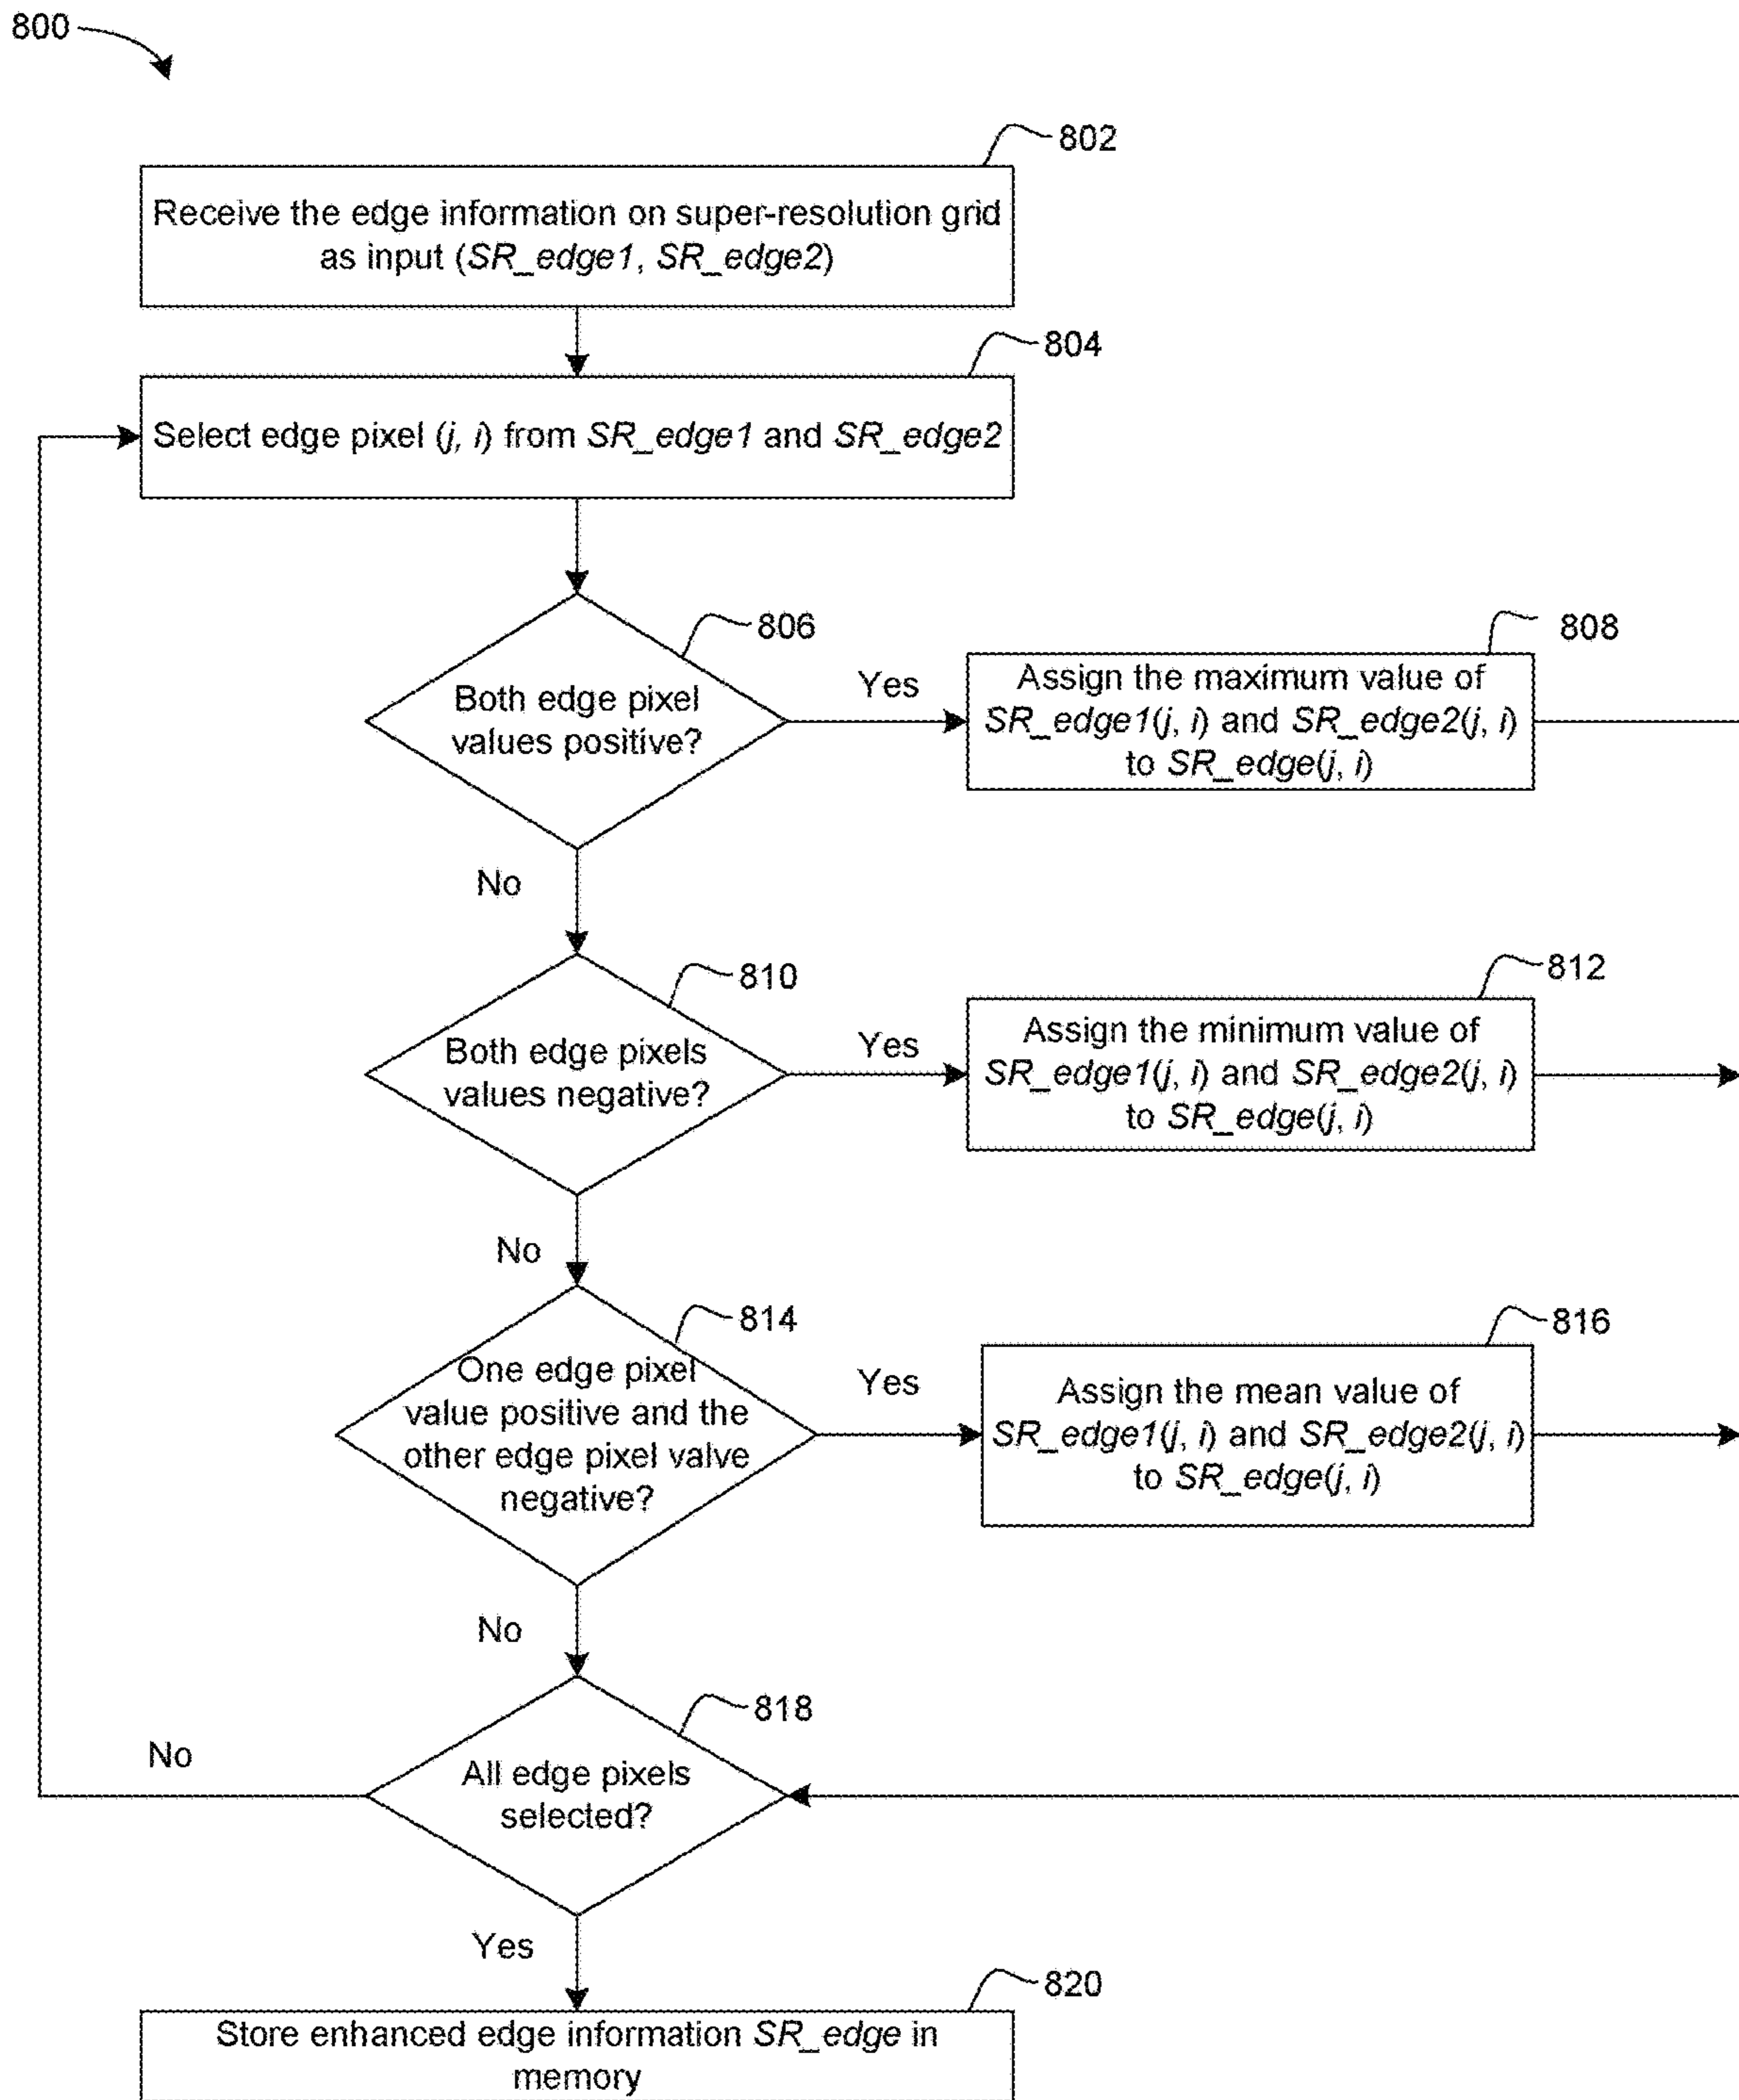 800
802
Receive the edge information on super-resolution grid
as input (SR_edge1, SR_edge2)
804
Select edge pixel (j, i) from SR_edge1 and SR_edge2
806
Both edge pixel
values positive?
Yes
808
Assign the maximum value of
SR_edge1(j, i) and SR_edge2(j, i)
to SR_edge(j, i)
No
810
Both edge pixels
values negative?
Yes
812
Assign the minimum value of
SR_edge1(j, i) and SR_edge2(j, i)
to SR_edge(j, i)
No
814
One edge pixel
value positive and the
other edge pixel valve
negative?
Yes
816
Assign the mean value of
SR_edge1(j, i) and SR_edge2(j, i)
to SR_edge(j, i)
No
818
All edge pixels
selected?
No
Yes
820
Store enhanced edge information SR_edge in
memory